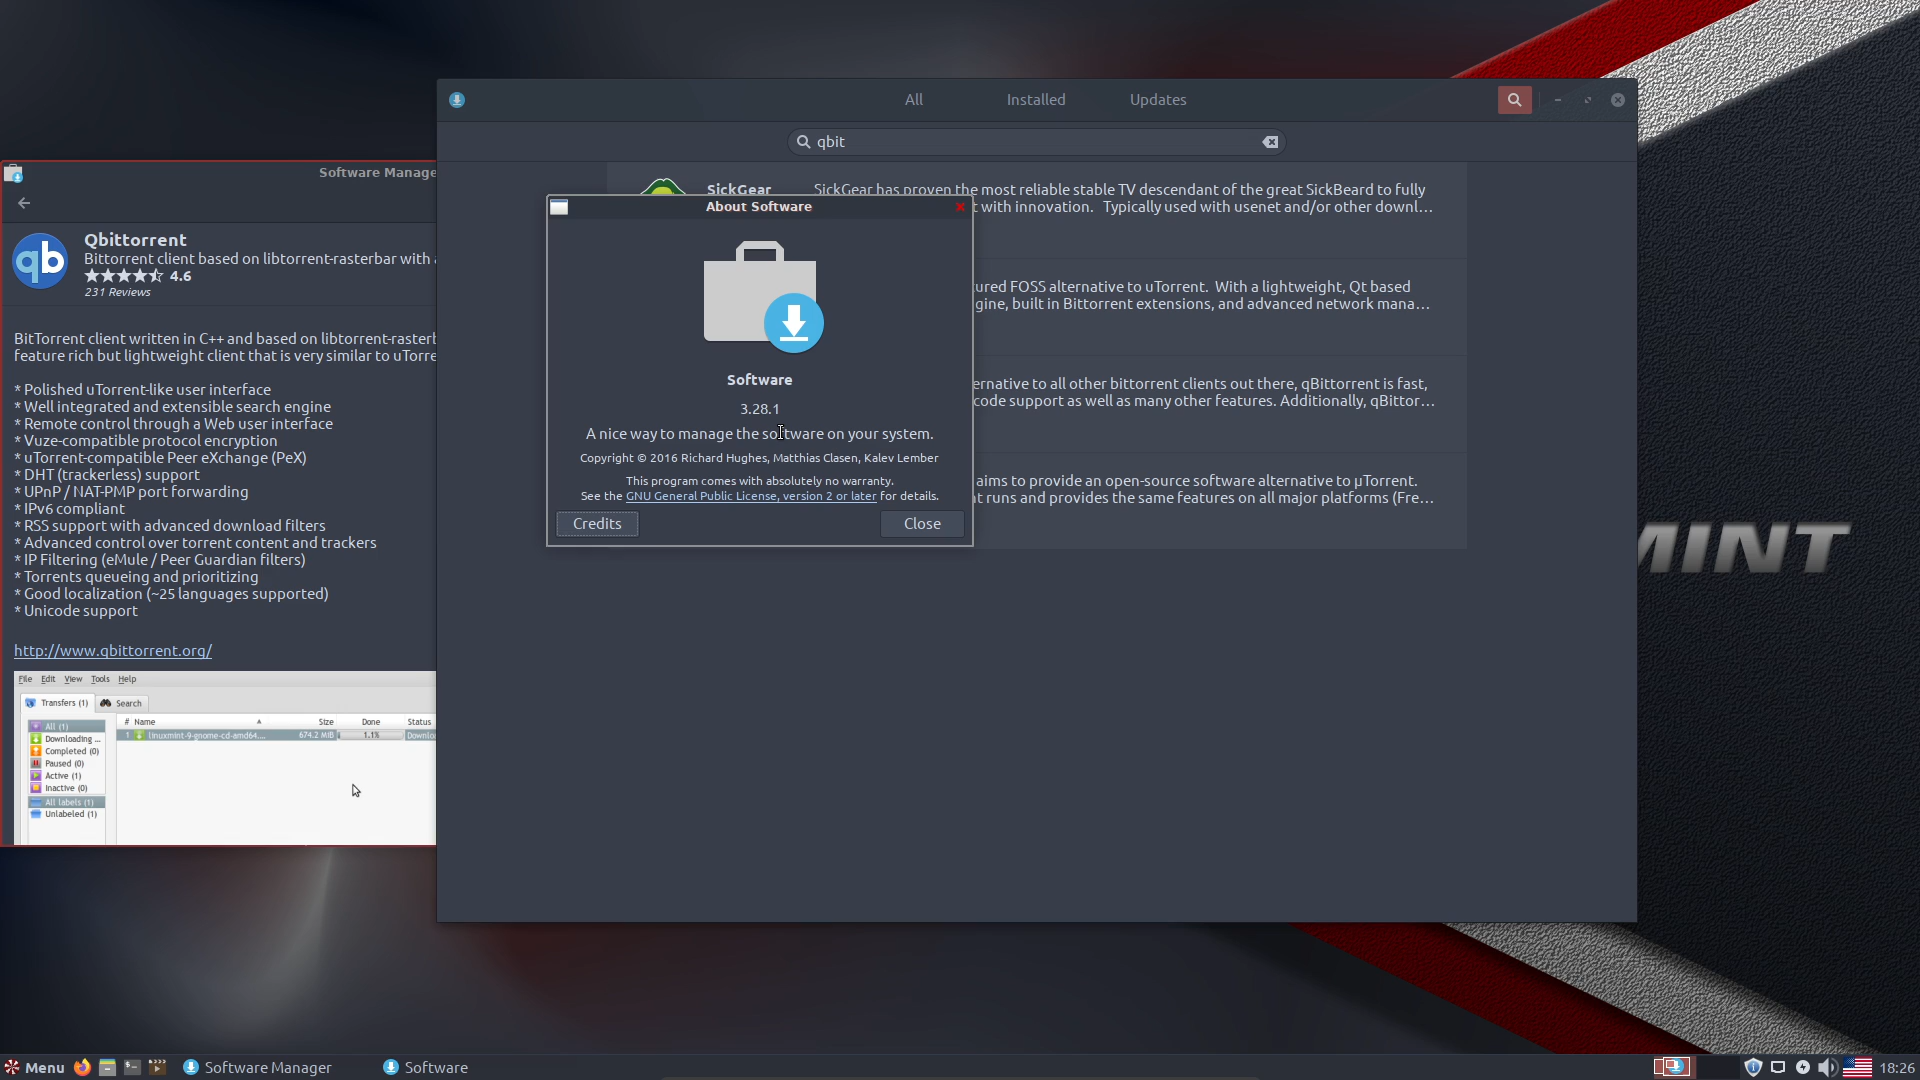 All Installed Updates
qbit
Software Manage
Qbittorrent
Bittorrent client based on libtorrent-rasterbar with
4.6
231 Reviews
BitTorrent client written in C++ and based on libtorrent-raster
feature rich but lightweight client that is very similar to uTorre
* Polished uTorrent-like user interface
* Well integrated and extensible search engine
* Remote control through a Web user interface
* Vuze-compatible protocol encryption
* uTorrent-compatible Peer eXchange (PeX)
* DHT (trackerless) support
* UPnP / NAT-PMP port forwarding
* IPv6 compliant
* RSS support with advanced download filters
* Advanced control over torrent content and trackers
* IP Filtering (eMule / Peer Guardian filters)
* Torrents queueing and prioritizing
* Good localization (~25 languages supported)
* Unicode support
http://www.qbittorrent.org/
File Edit View Tools Help
Transfers (1) Search
# Name Size Done Status
1 linuxmint-9-gnome-cd-amd64.... 674.2 MiB 1.1% Downlo
All (1)
Downloading ...
Completed (0)
Paused (0)
Active (1)
Inactive (0)
All labels (1)
Unlabeled (1)
SickGear SickGear has proven the most reliable stable TV descendant of the great SickBeard to fully
with innovation. Typically used with usenet and/or other downl...
ured FOSS alternative to uTorrent. With a lightweight, Qt based
gine, built in Bittorrent extensions, and advanced network mana...
ernative to all other bittorrent clients out there, qBittorrent is fast,
code support as well as many other features. Additionally, qBittor...
aims to provide an open-source software alternative to µTorrent.
t runs and provides the same features on all major platforms (Fre...
About Software
Software
3.28.1
A nice way to manage the software on your system.
Copyright © 2016 Richard Hughes, Matthias Clasen, Kalev Lember
This program comes with absolutely no warranty.
See the GNU General Public License, version 2 or later for details.
Credits Close
MINT
Menu Software Manager Software 18:26